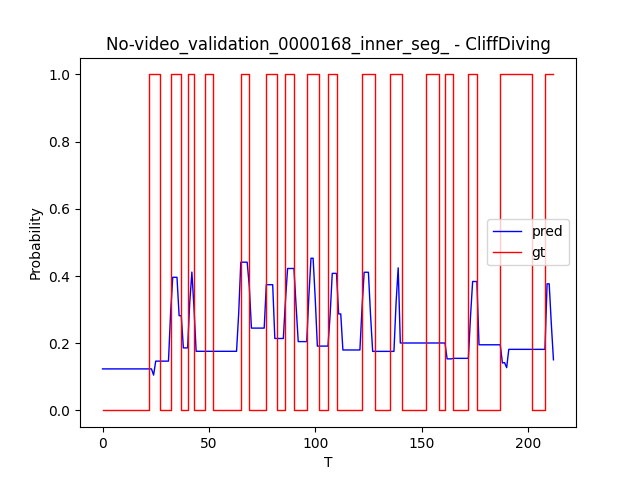 No-video_validation_0000168_inner_seg_ - CliffDiving
1.0
0.8
0.6
0.4
0.2
0.0
Probability
pred
gt
0 50 100 150 200
T